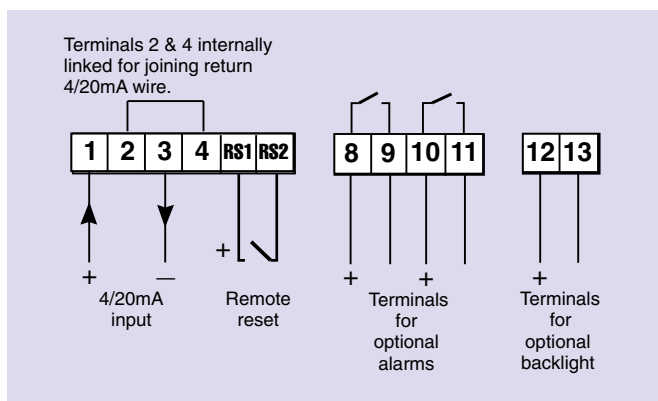 Terminals 2 & 4 internally
linked for joining return
4/20mA wire.
1 2 3 4 RS1 RS2
8 9 10 11
12 13
+ —
4/20mA
input
+
Remote
reset
+ +
Terminals
for
optional
alarms
+
Terminals
for
optional
backlight